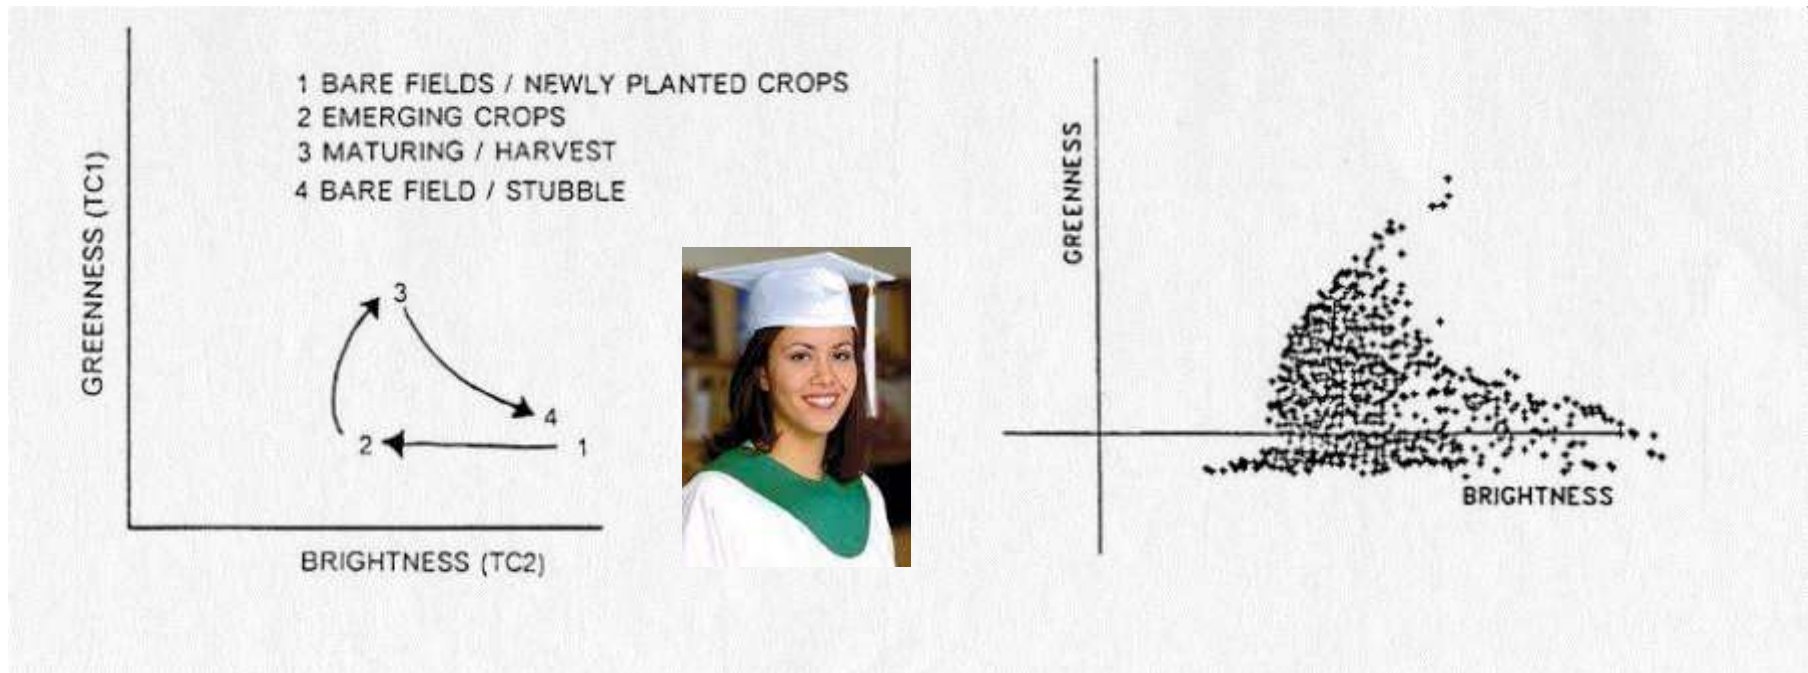 1 BARE FIELDS / NEWLY PLANTED CROPS
2 EMERGING CROPS
3 MATURING / HARVEST
4 BARE FIELD / STUBBLE
GREENNESS (TC1)
3
4
2
1
BRIGHTNESS (TC2)
GREENNESS
BRIGHTNESS